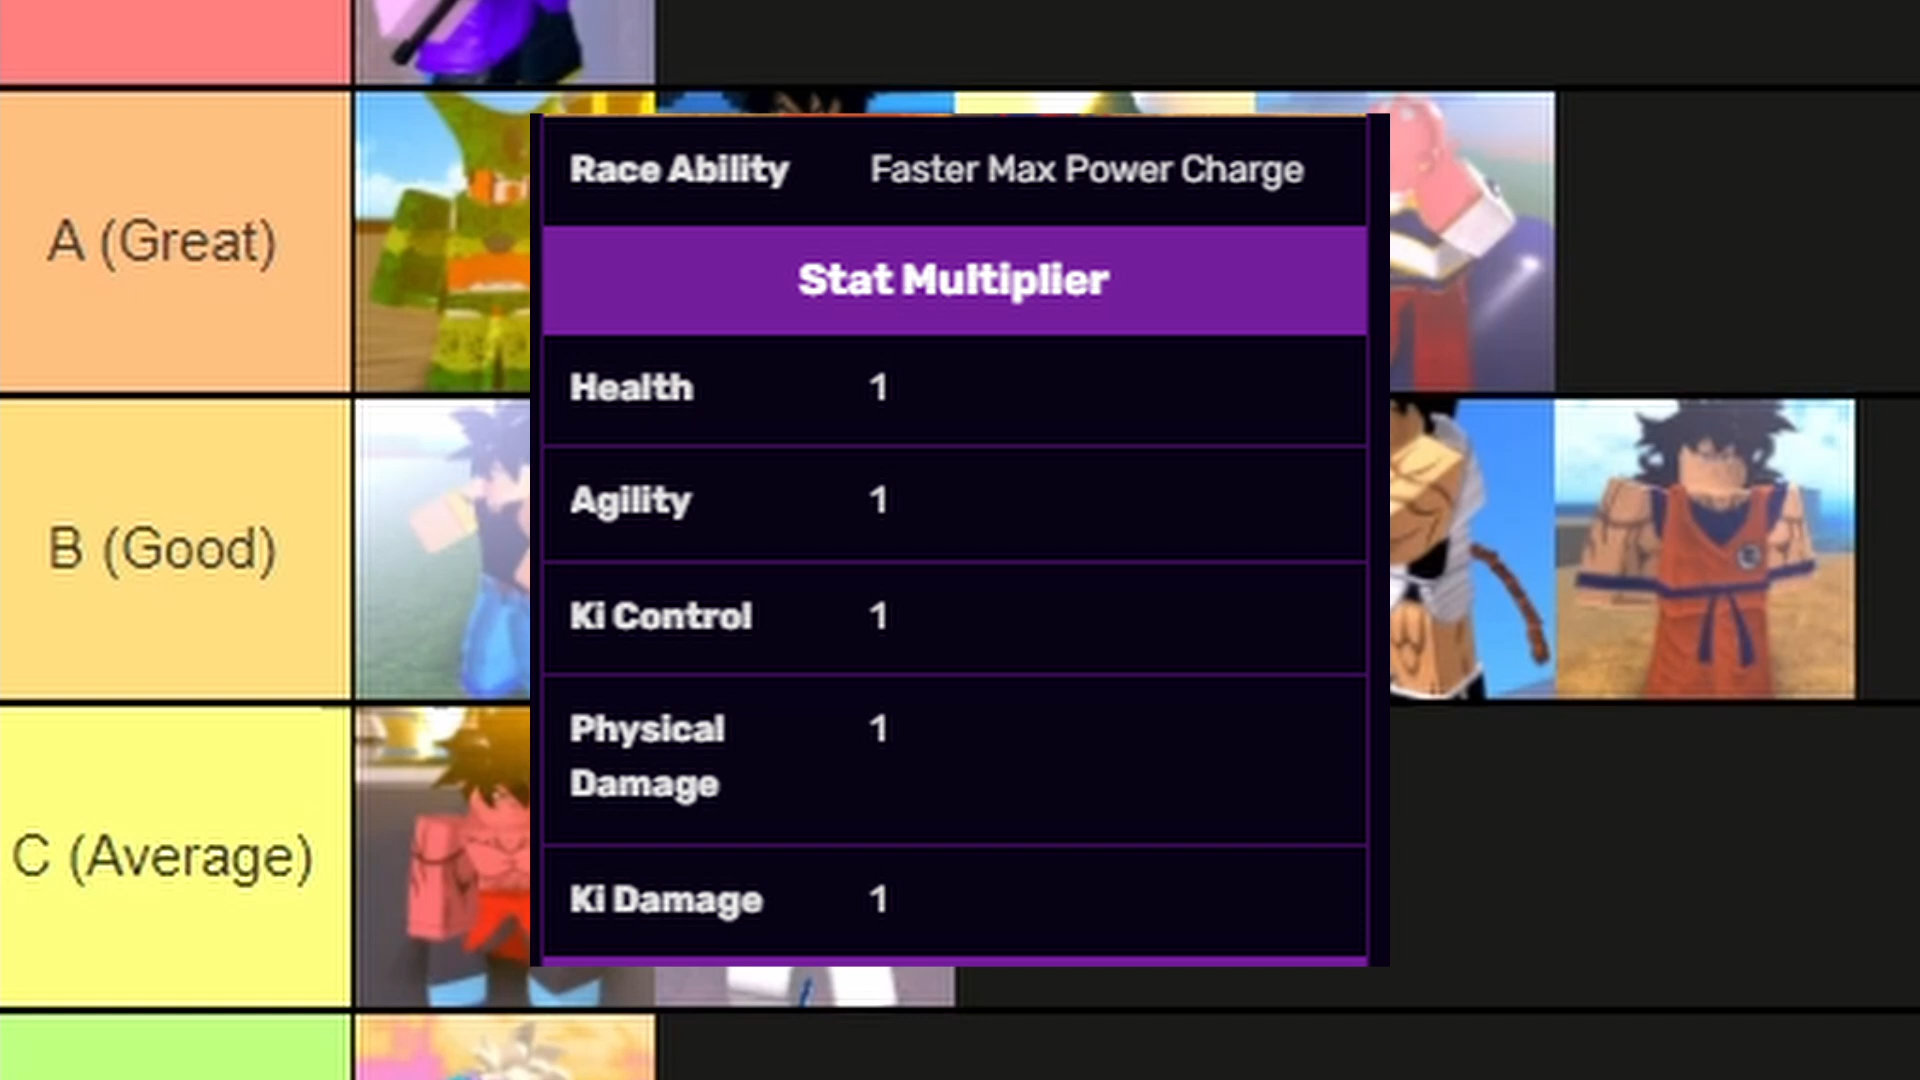 A (Great)
Race Ability Faster Max Power Charge
Stat Multiplier
Health 1
Agility 1
B (Good)
Ki Control 1
Physical Damage 1
C (Average)
Ki Damage 1